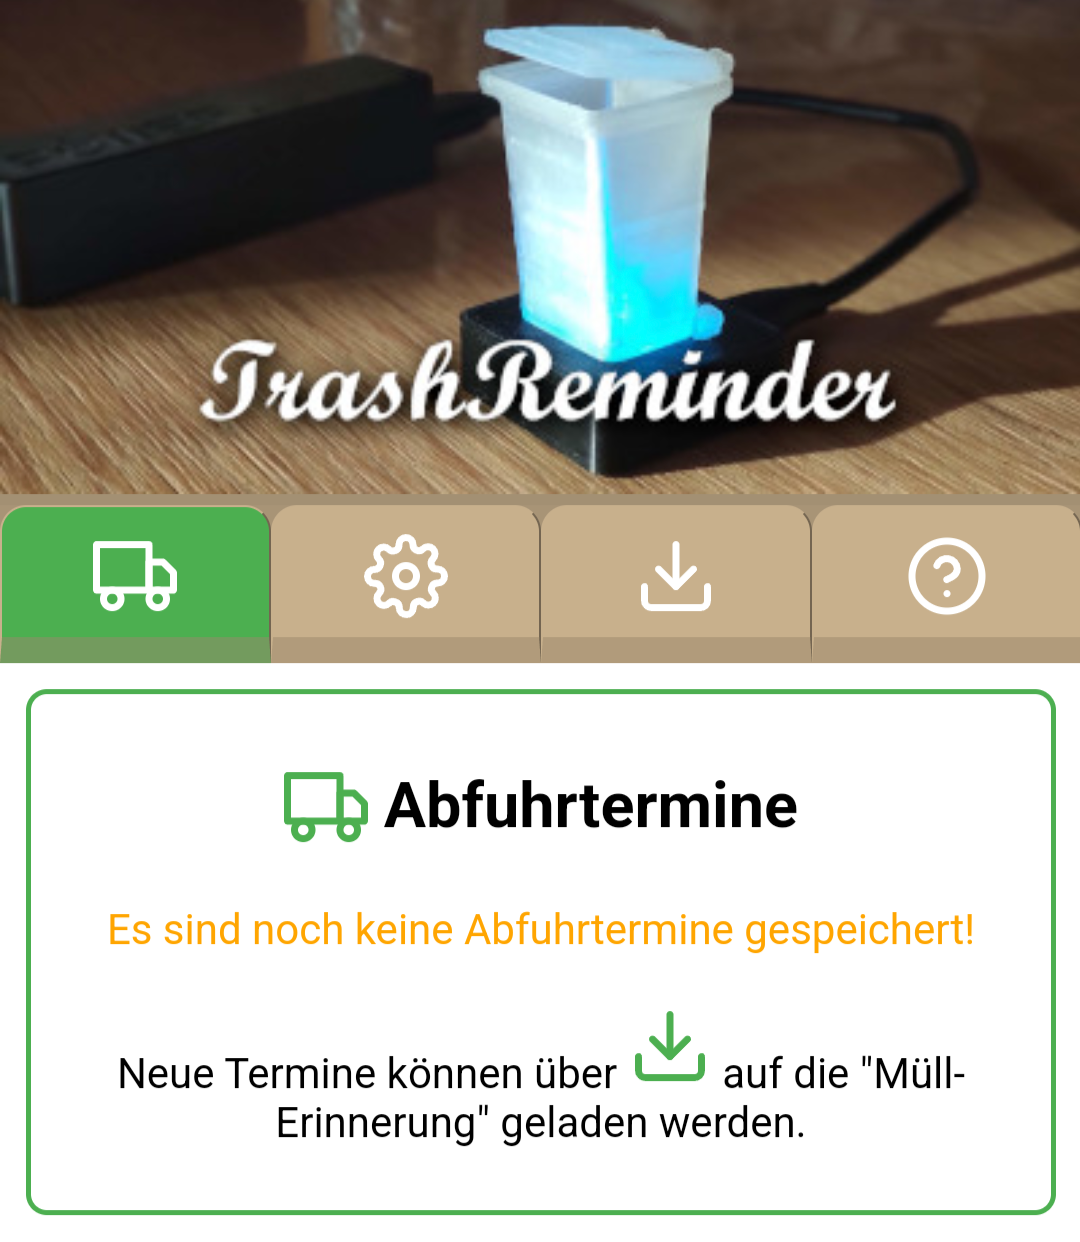 TrashReminder
Abfuhrtermine
Es sind noch keine Abfuhrtermine gespeichert!
Neue Termine können über auf die "Müll-
Erinnerung" geladen werden.